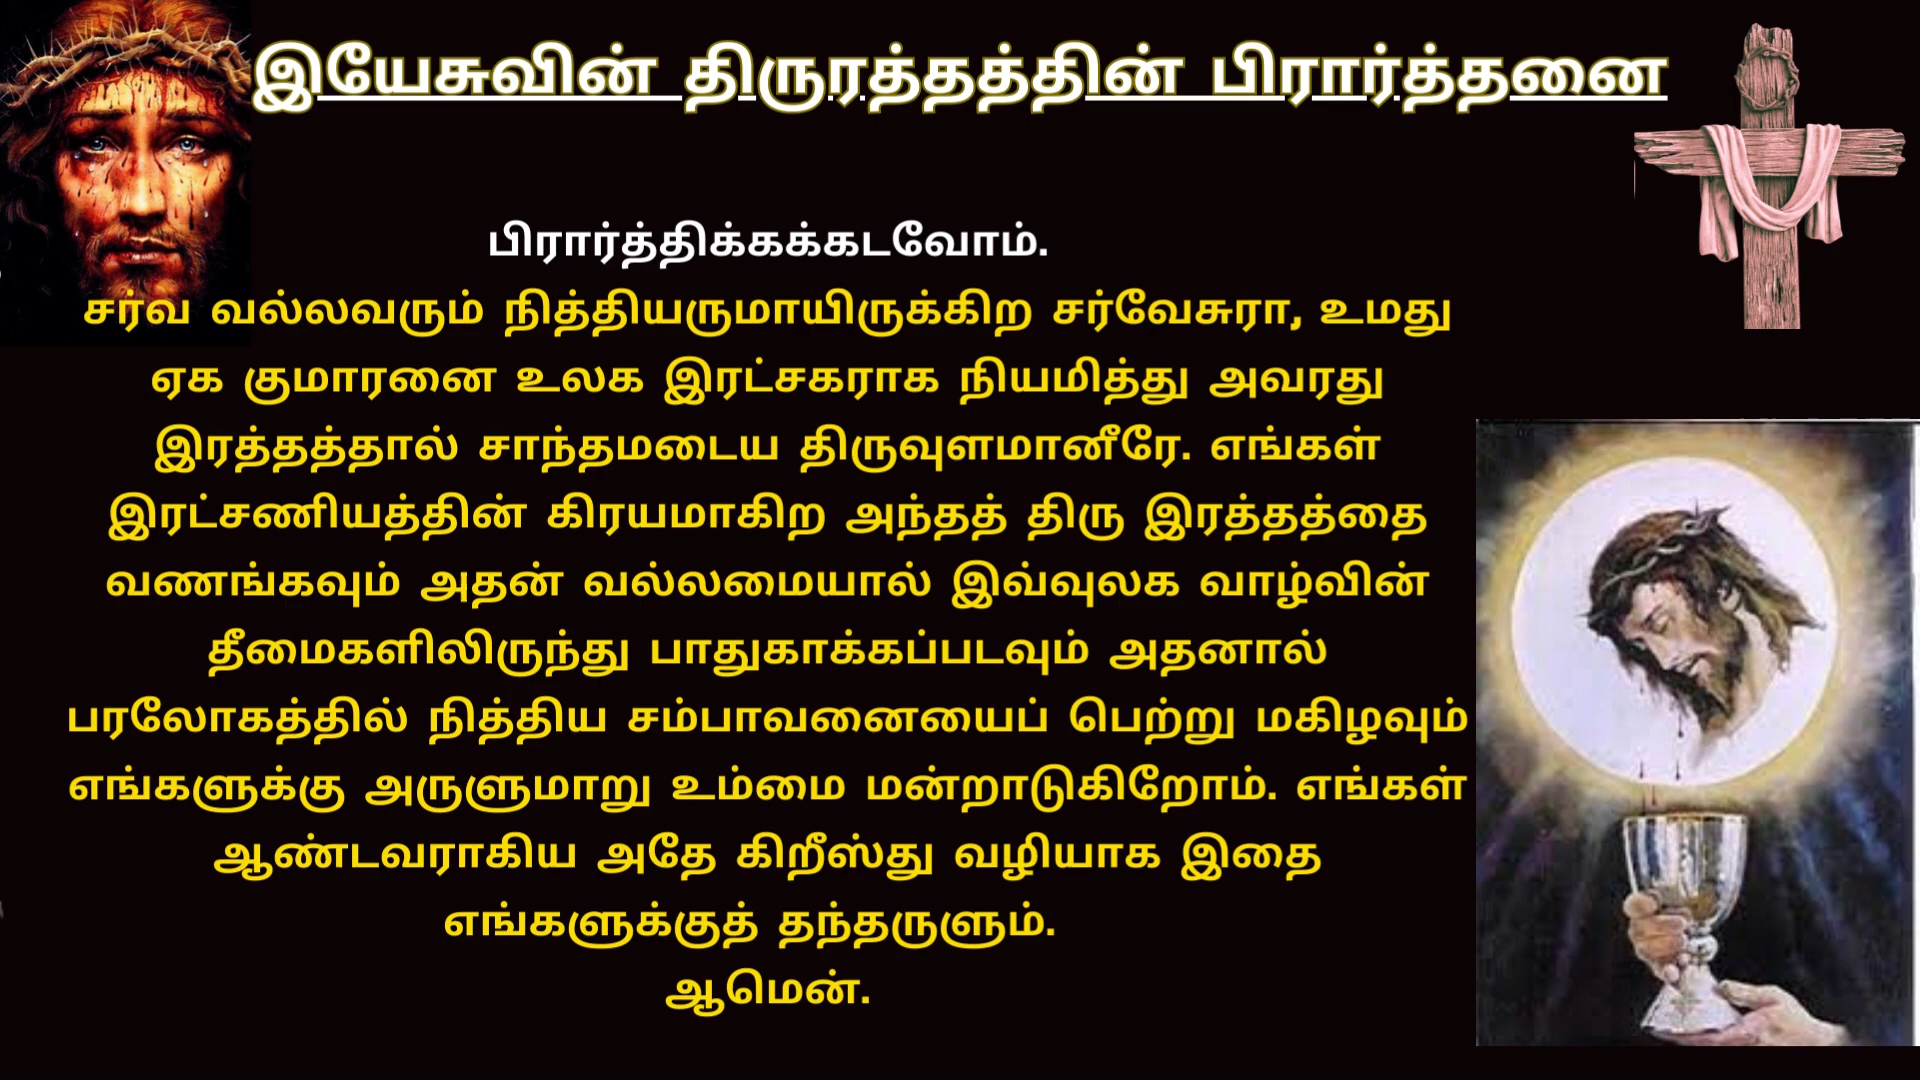 இயேசுவின் திருரத்தத்தின் பிரார்த்தனை
பிரார்த்திக்கக்கடவோம்.
சர்வ வல்லவரும் நித்தியருமாயிருக்கிற சர்வேசுரா, உமது
ஏக குமாரனை உலக இரட்சகராக நியமித்து அவரது
இரத்தத்தால் சாந்தமடைய திருவுளமானீரே. எங்கள்
இரட்சணியத்தின் கிரயமாகிற அந்தத் திரு இரத்தத்தை
வணங்கவும் அதன் வல்லமையால் இவ்வுலக வாழ்வின்
தீமைகளிலிருந்து பாதுகாக்கப்படவும் அதனால்
பரலோகத்தில் நித்திய சம்பாவனையைப் பெற்று மகிழவும்
எங்களுக்கு அருளுமாறு உம்மை மன்றாடுகிறோம். எங்கள்
ஆண்டவராகிய அதே கிறீஸ்து வழியாக இதை
எங்களுக்குத் தந்தருளும்.
ஆமென்.